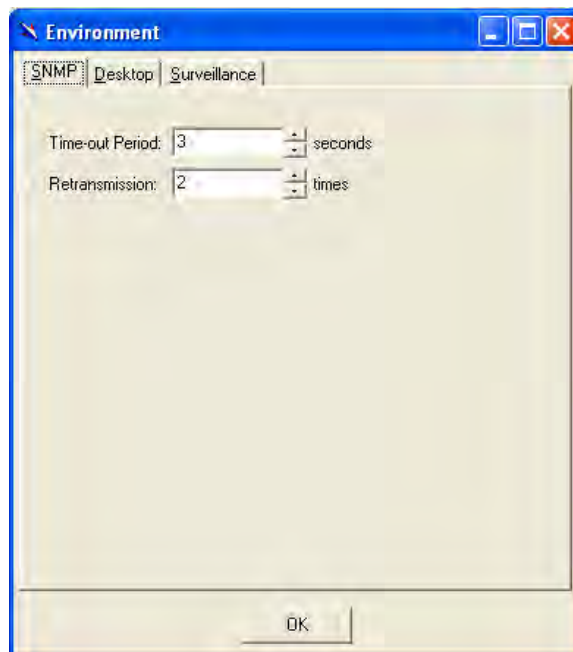 Environment
SNMP Desktop Surveillance
Time-out Period: 3 seconds
Retransmission: 2 times
OK